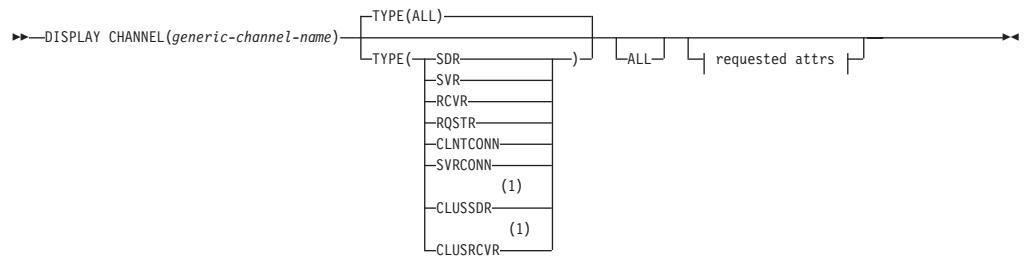 TYPE(ALL)
DISPLAY CHANNEL(generic-channel-name)
TYPE( SDR ) ALL requested attrs
SVR
RCVR
RQSTR
CLNTCONN
SVRCONN
(1)
CLUSSDR
(1)
CLUSRCVR